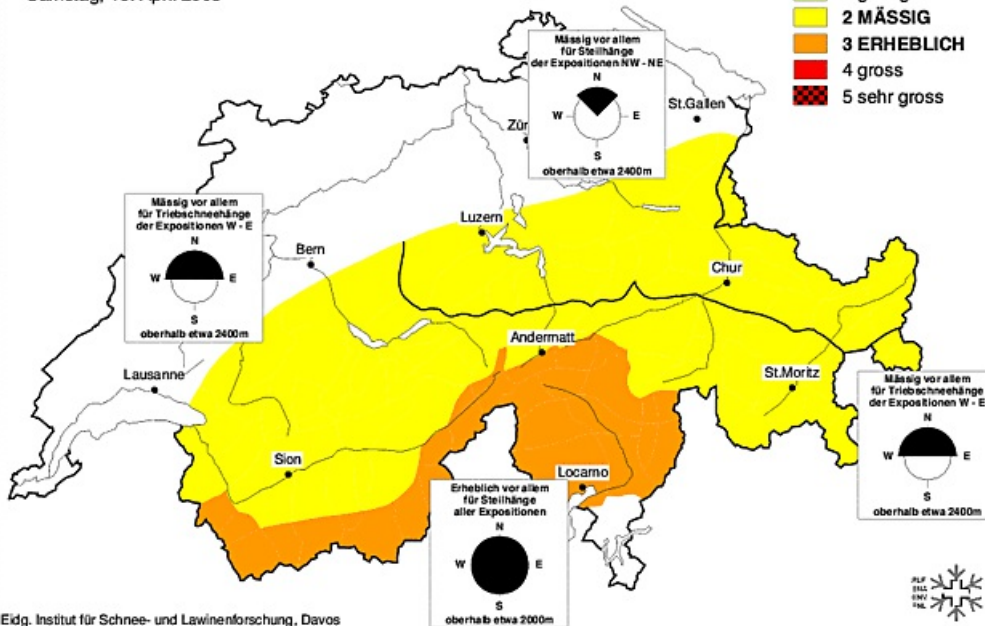 2 MÄSSIG
3 ERHEBLICH
4 gross
5 sehr gross
Mässig vor allem
für Steilhänge
der Expositionen NW - NE
N
W
E
S
oberhalb etwa 2400m
St.Gallen
Mässig vor allem
für Triebschneehänge
der Expositionen W - E
N
W
E
S
oberhalb etwa 2400m
Luzern
Bern
Chur
Andermatt
Lausanne
St.Moritz
Mässig vor allem
für Triebschneehänge
der Expositionen W - E
N
W
E
S
oberhalb etwa 2400m
Sion
Locarno
Erheblich vor allem
für Steilhänge
aller Expositionen
N
W
E
S
oberhalb etwa 2000m
Eidg. Institut für Schnee- und Lawinenforschung, Davos